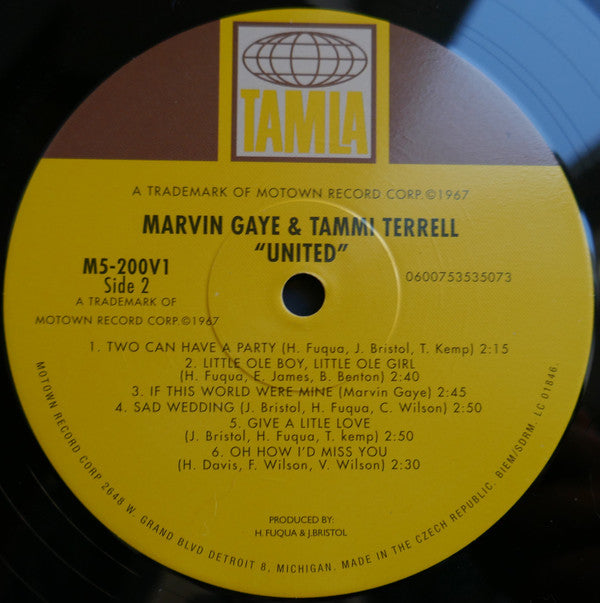 TAMLA
A TRADEMARK OF MOTOWN RECORD CORP.©1967
MARVIN GAYE & TAMMI TERRELL
"UNITED"
M5-200V1
Side 2
0600753535073
A TRADEMARK OF
MOTOWN RECORD CORP.©1967
1. TWO CAN HAVE A PARTY (H. Fuqua, J. Bristol, T. Kemp) 2:15
2. LITTLE OLE BOY, LITTLE OLE GIRL
(H. Fuqua, E. James, B. Benton) 2:40
3. IF THIS WORLD WERE MINE (Marvin Gaye) 2:45
4. SAD WEDDING (J. Bristol, H. Fuqua, C. Wilson) 2:50
5. GIVE A LITLE LOVE
(J. Bristol, H. Fuqua, T. kemp) 2:50
6. OH HOW I'D MISS YOU
(H. Davis, F. Wilson, V. Wilson) 2:30
PRODUCED BY:
H. FUQUA & J.BRISTOL
MOTOWN RECORD CORP 2648 W. GRAND BLVD DETROIT 8, MICHIGAN. MADE IN THE CZECH REPUBLIC. BIEM/SDRM. LC 01846.